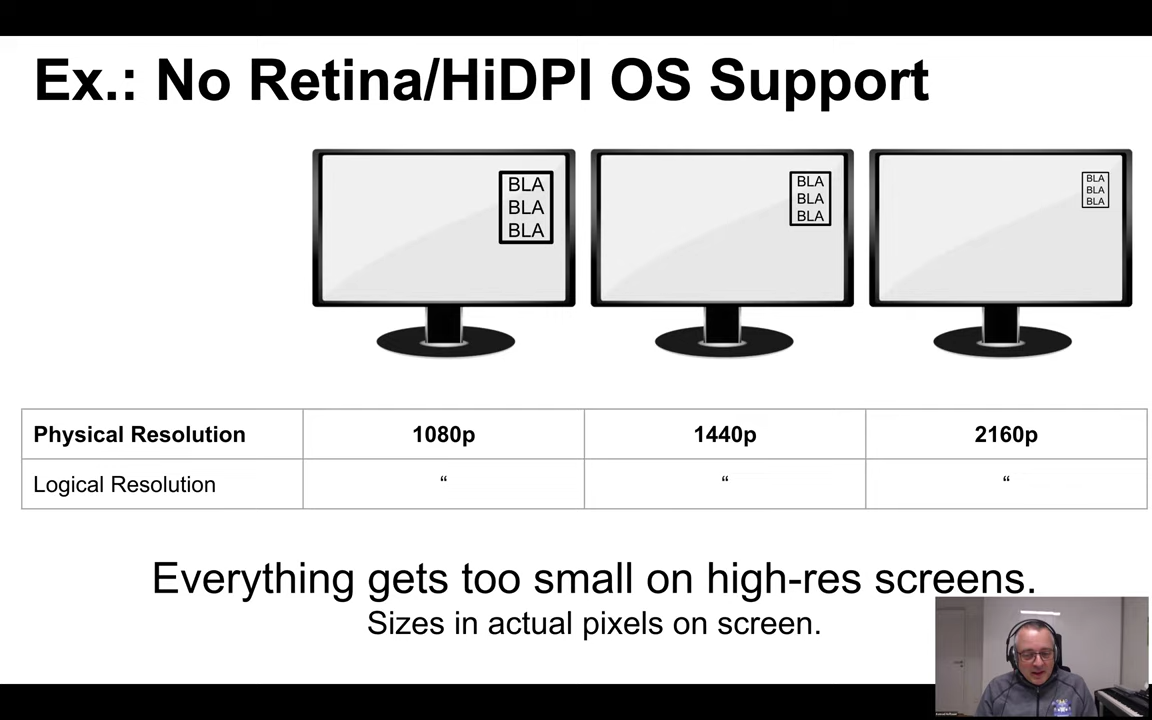 Ex.: No Retina/HiDPI OS Support
BLA
BLA
BLA
BLA
BLA
BLA
BLA
BLA
BLA
Physical Resolution 1080p 1440p 2160p
Logical Resolution “ “ “
Everything gets too small on high-res screens.
Sizes in actual pixels on screen.